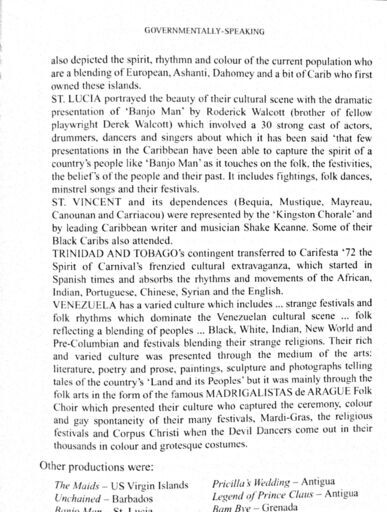 GOVERNMENTALLY-SPEAKING
also depicted the spirit, rhythmn and colour of the current population who
are a blending of European, Ashanti, Dahomey and a bit of Carib who first
owned these islands.
ST. LUCIA portrayed the beauty of their cultural scene with the dramatic
presentation of 'Banjo Man' by Roderick Walcott (brother of fellow
playwright Derek Walcott) which involved a 30 strong cast of actors,
drummers, dancers and singers about which it has been said 'that few
presentations in the Caribbean have been able to capture the spirit of a
country's people like 'Banjo Man' as it touches on the folk, the festivities,
the belief's of the people and their past. It includes fightings, folk dances,
minstrel songs and their festivals.
ST. VINCENT and its dependences (Bequia, Mustique, Mayreau,
Canounan and Carriacou) were represented by the 'Kingston Chorale' and
by leading Caribbean writer and musician Shake Keanne. Some of their
Black Caribs also attended.
TRINIDAD AND TOBAGO's contingent transferred to Carifesta '72 the
Spirit of Carnival's frenzied cultural extravaganza, which started in
Spanish times and absorbs the rhythms and movements of the African,
Indian, Portuguese, Chinese, Syrian and the English.
VENEZUELA has a varied culture which includes ... strange festivals and
folk rhythms which dominate the Venezuelan cultural scene ... folk
reflecting a blending of peoples ... Black, White, Indian, New World and
Pre-Columbian and festivals blending their strange religions. Their rich
and varied culture was presented through the medium of the arts:
literature, poetry and prose, paintings, sculpture and photographs telling
tales of the country's 'Land and its Peoples' but it was mainly through the
folk arts in the form of the famous MADRIGALISTAS de ARAGUE Folk
Choir which presented their culture who captured the ceremony, colour
and gay spontaneity of their many festivals, Mardi-Gras, the religious
festivals and Corpus Christi when the Devil Dancers come out in their
thousands in colour and grotesque costumes.
Other productions were:
The Maids – US Virgin Islands
Unchained – Barbados
Banjo Man – St. Lucia
Pricilla's Wedding – Antigua
Legend of Prince Claus – Antigua
Bam Bye – Grenada